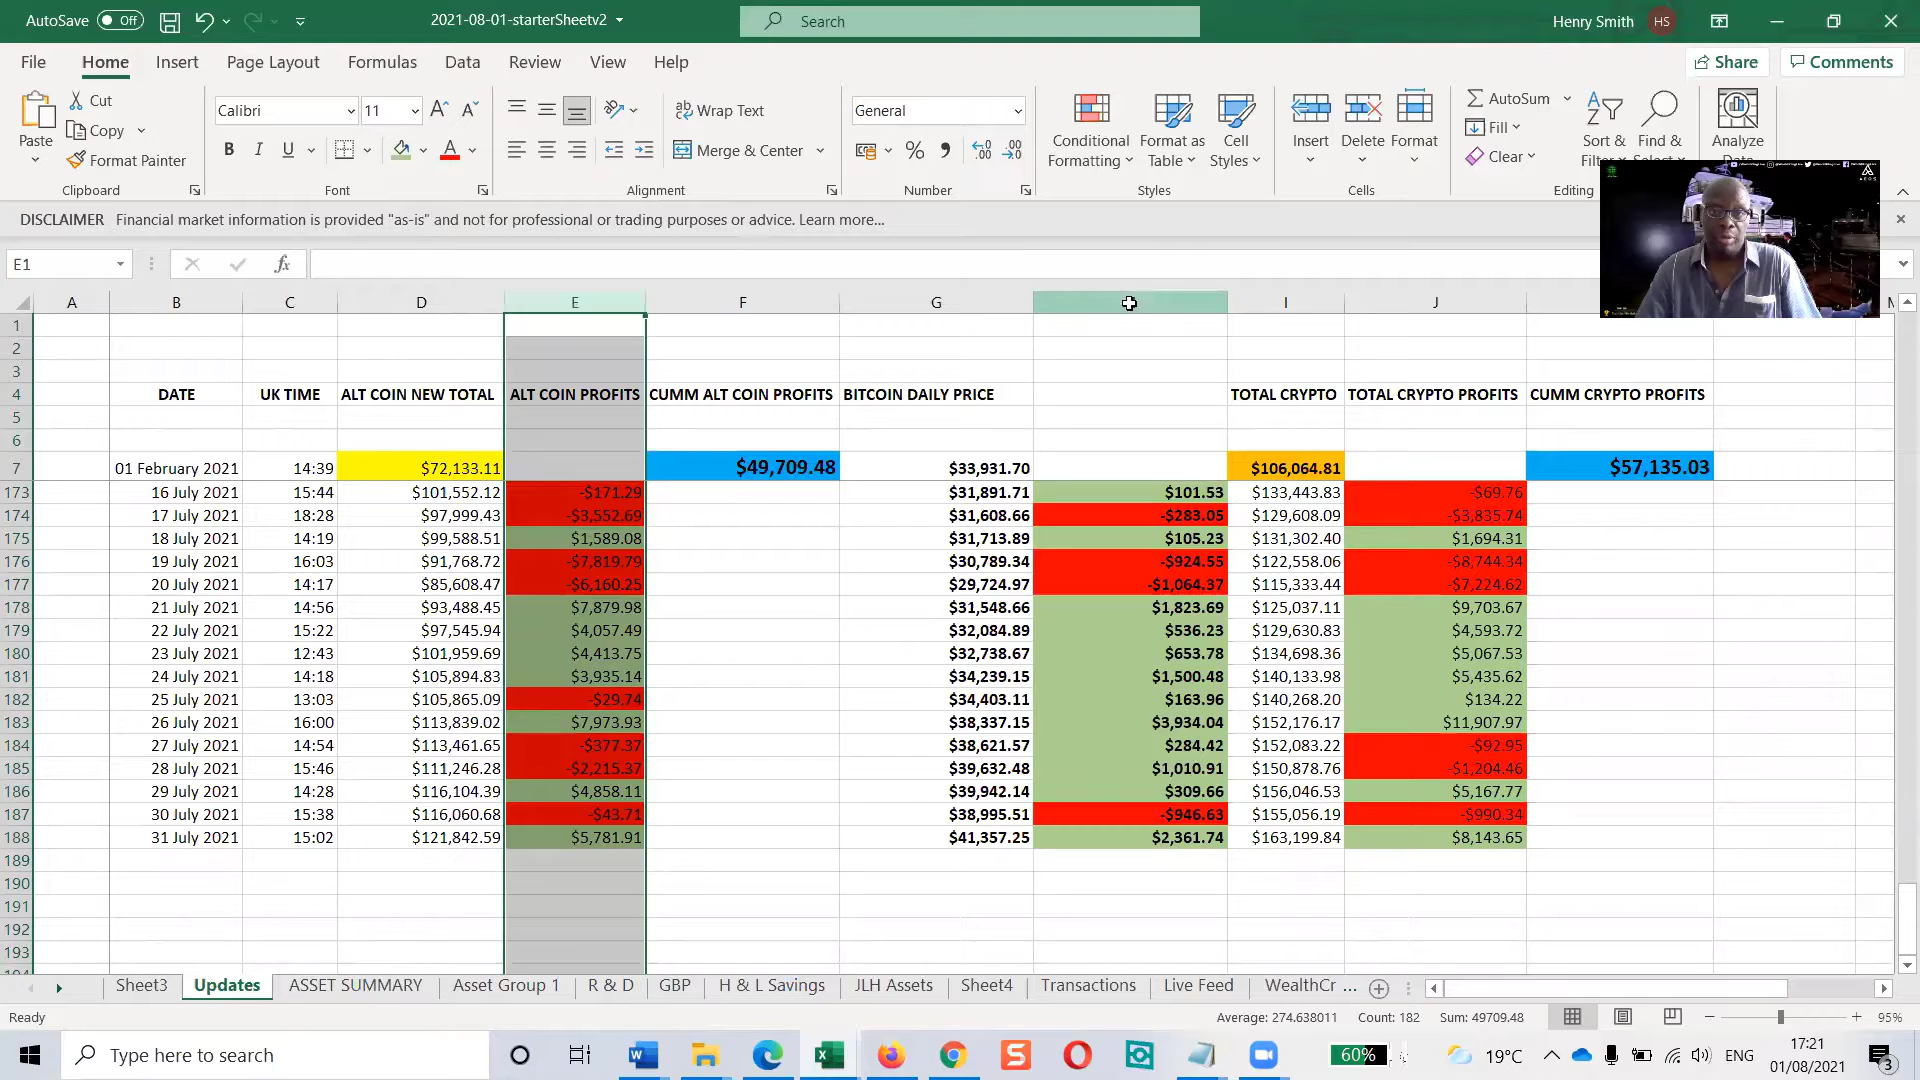 AutoSave Off 2021-08-01-starterSheetv2 Search Henry Smith HS
File Home Insert Page Layout Formulas Data Review View Help Share Comments
Paste Cut Copy Format Painter Clipboard
Calibri 11 B I U A Font
Wrap Text Merge & Center Alignment
General % Number
Conditional Formatting Format as Table Cell Styles Styles
Insert Delete Format Cells
AutoSum Fill Clear Sort & Find & Editing Analyze
DISCLAIMER Financial market information is provided "as-is" and not for professional or trading purposes or advice. Learn more...
E1 fx
A B C D E F G I J
1
2
3
4 DATE UK TIME ALT COIN NEW TOTAL ALT COIN PROFITS CUMM ALT COIN PROFITS BITCOIN DAILY PRICE TOTAL CRYPTO TOTAL CRYPTO PROFITS CUMM CRYPTO PROFITS
5
6
7 01 February 2021 14:39 $72,133.11 $49,709.48 $33,931.70 $106,064.81 $57,135.03
173 16 July 2021 15:44 $101,552.12 -$171.29 $31,891.71 $101.53 $133,443.83 -$69.76
174 17 July 2021 18:28 $97,999.43 -$3,552.69 $31,608.66 -$283.05 $129,608.09 -$3,835.74
175 18 July 2021 14:19 $99,588.51 $1,589.08 $31,713.89 $105.23 $131,302.40 $1,694.31
176 19 July 2021 16:03 $91,768.72 -$7,819.79 $30,789.34 -$924.55 $122,558.06 -$8,744.34
177 20 July 2021 14:17 $85,608.47 -$6,160.25 $29,724.97 -$1,064.37 $115,333.44 -$7,224.62
178 21 July 2021 14:56 $93,488.45 $7,879.98 $31,548.66 $1,823.69 $125,037.11 $9,703.67
179 22 July 2021 15:22 $97,545.94 $4,057.49 $32,084.89 $536.23 $129,630.83 $4,593.72
180 23 July 2021 12:43 $101,959.69 $4,413.75 $32,738.67 $653.78 $134,698.36 $5,067.53
181 24 July 2021 14:18 $105,894.83 $3,935.14 $34,239.15 $1,500.48 $140,133.98 $5,435.62
182 25 July 2021 13:03 $105,865.09 -$29.74 $34,403.11 $163.96 $140,268.20 $134.22
183 26 July 2021 16:00 $113,839.02 $7,973.93 $38,337.15 $3,934.04 $152,176.17 $11,907.97
184 27 July 2021 14:54 $113,461.65 -$377.37 $38,621.57 $284.42 $152,083.22 -$92.95
185 28 July 2021 15:46 $111,246.28 -$2,215.37 $39,632.48 $1,010.91 $150,878.76 -$1,204.46
186 29 July 2021 14:28 $116,104.39 $4,858.11 $39,942.14 $309.66 $156,046.53 $5,167.77
187 30 July 2021 15:38 $116,060.68 -$43.71 $38,995.51 -$946.63 $155,056.19 -$990.34
188 31 July 2021 15:02 $121,842.59 $5,781.91 $41,357.25 $2,361.74 $163,199.84 $8,143.65
189
190
191
192
193
Sheet3 Updates ASSET SUMMARY Asset Group 1 R & D GBP H & L Savings JLH Assets Sheet4 Transactions Live Feed WealthCr ...
Ready Average: 274.638011 Count: 182 Sum: 49709.48 95%
Type here to search 60% 19°C ENG 17:21
01/08/2021 3